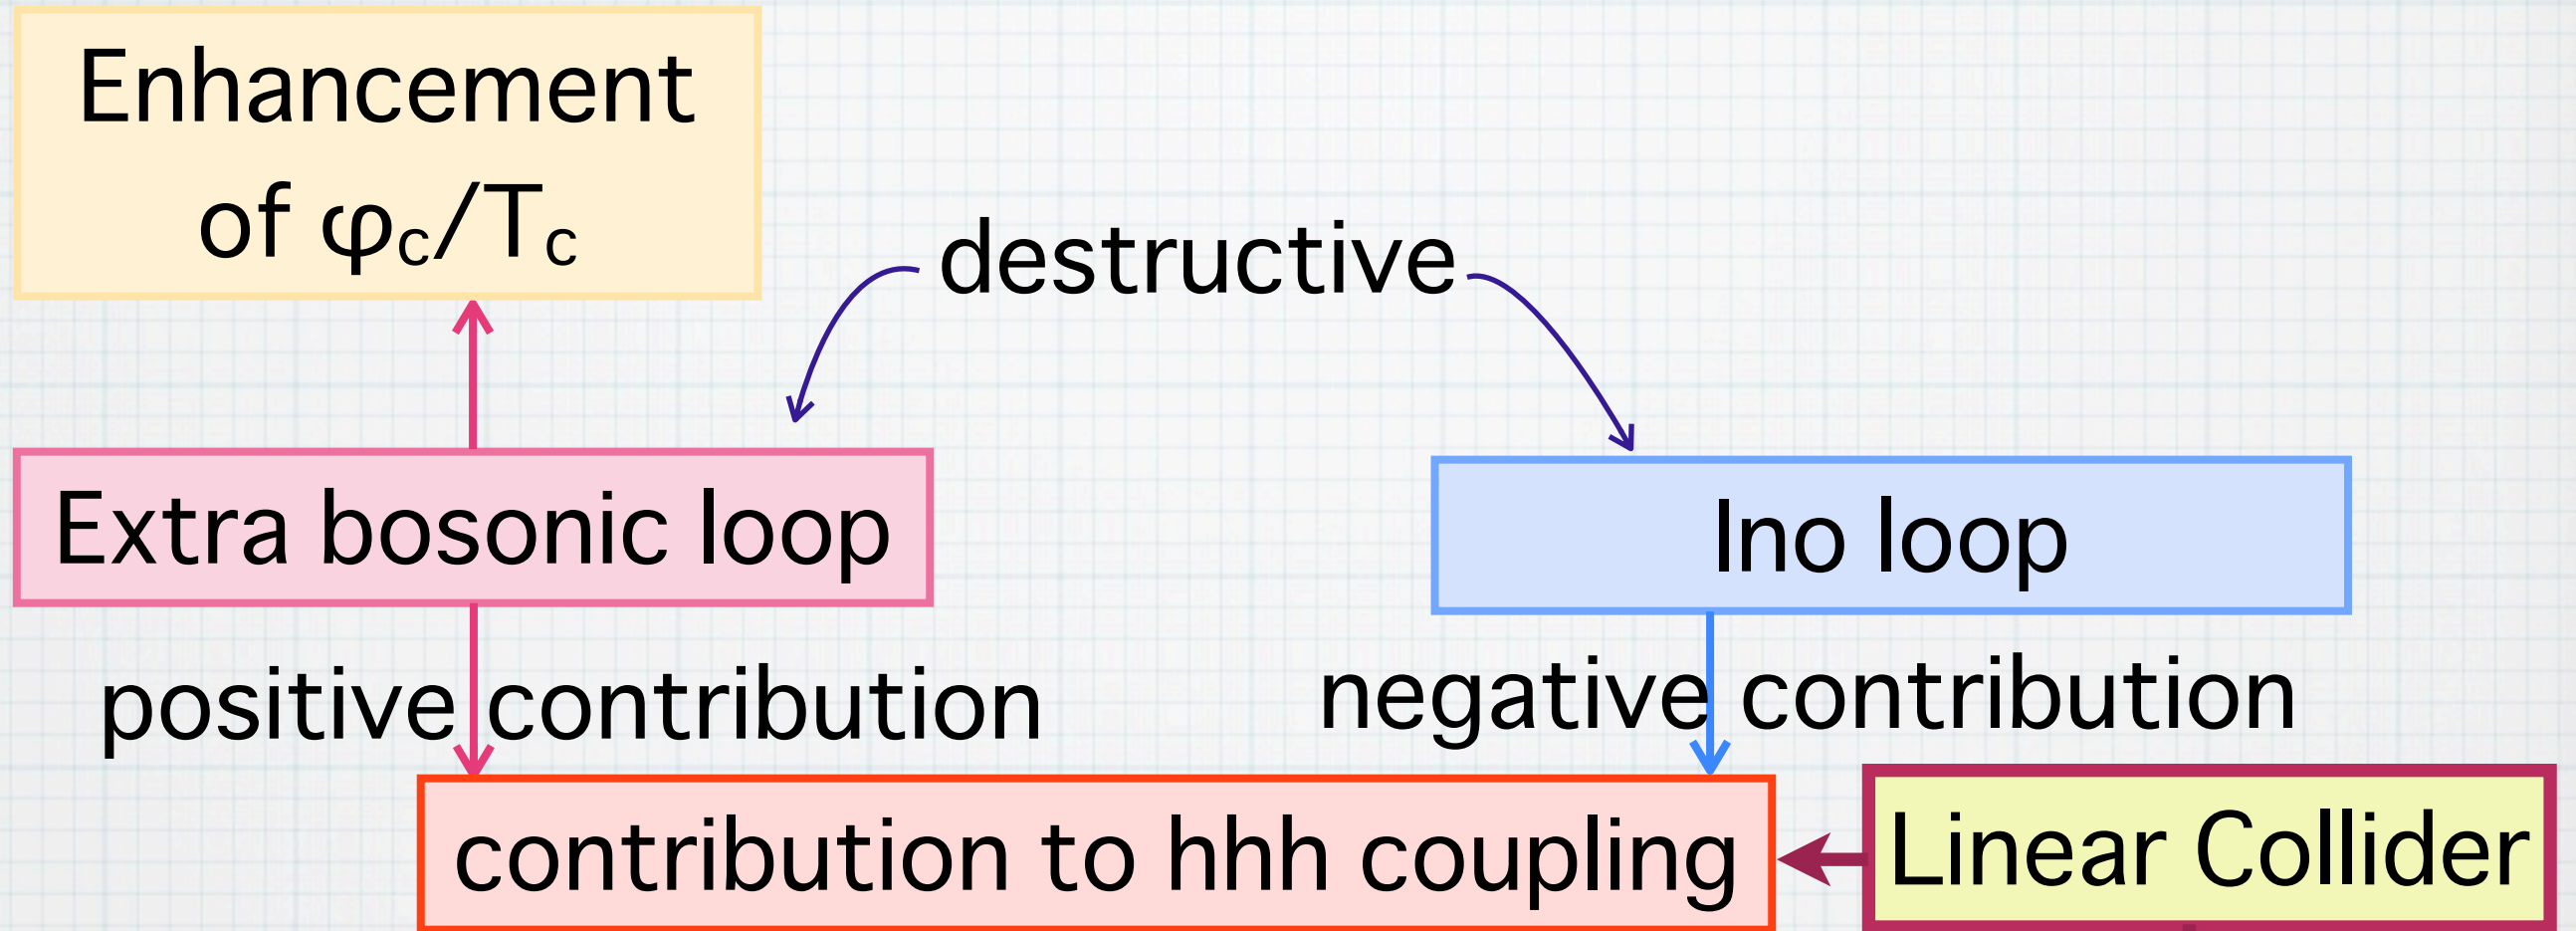 Enhancement
of φc/Tc
destructive
Extra bosonic loop
Ino loop
positive contribution
negative contribution
contribution to hhh coupling
Linear Collider